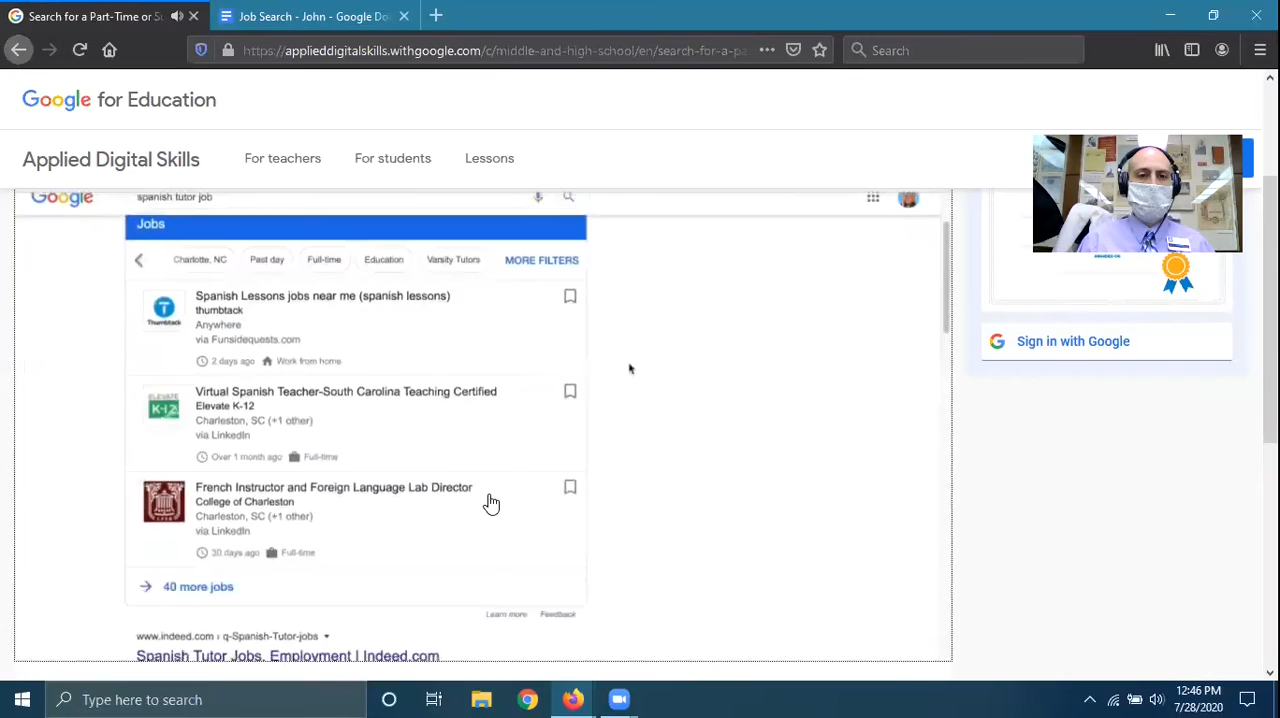 Search for a Part-Time or Su
Job Search - John - Google Do
https://applieddigitalskills.withgoogle.com/c/middle-and-high-school/en/search-for-a-pa
Search
Google for Education
Applied Digital Skills
For teachers
For students
Lessons
Google
spanish tutor job
Jobs
Charlotte, NC
Past day
Full-time
Education
Varsity Tutors
MORE FILTERS
Spanish Lessons jobs near me (spanish lessons)
thumbtack
Thumbtack
Anywhere
via Funsidequests.com
2 days ago
Work from home
Virtual Spanish Teacher-South Carolina Teaching Certified
ELEVATE
K-12
Elevate K-12
Charleston, SC (+1 other)
via LinkedIn
Over 1 month ago
Full-time
French Instructor and Foreign Language Lab Director
College of Charleston
Charleston, SC (+1 other)
via LinkedIn
30 days ago
Full-time
40 more jobs
Learn more
Feedback
www.indeed.com › q-Spanish-Tutor-jobs
Spanish Tutor Jobs, Employment | Indeed.com
Sign in with Google
Type here to search
12:46 PM
7/28/2020